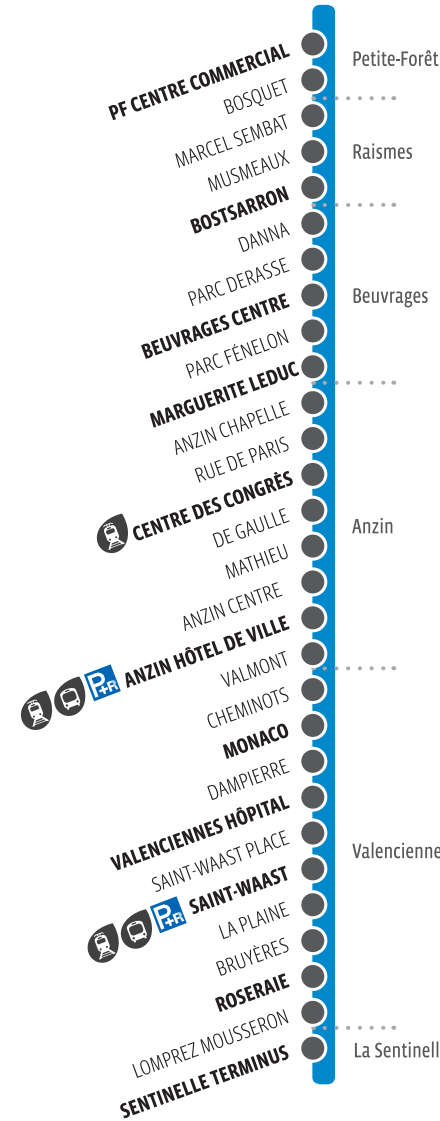 PF CENTRE COMMERCIAL
Petite-Forêt
BOSQUET
MARCEL SEMBAT
MUSMEAUX
Raismes
BOSTSARRON
DANNA
PARC DERASSE
BEUVRAGES CENTRE
Beuvrages
PARC FÉNELON
MARGUERITE LEDUC
ANZIN CHAPELLE
RUE DE PARIS
CENTRE DES CONGRÈS
DE GAULLE
Anzin
MATHIEU
ANZIN CENTRE
P+R ANZIN HÔTEL DE VILLE
VALMONT
CHEMINOTS
MONACO
DAMPIERRE
VALENCIENNES HÔPITAL
SAINT-WAAST PLACE
Valencienne
P+R SAINT-WAAST
LA PLAINE
BRUYÈRES
ROSERAIE
LOMPREZ MOUSSERON
SENTINELLE TERMINUS
La Sentinell